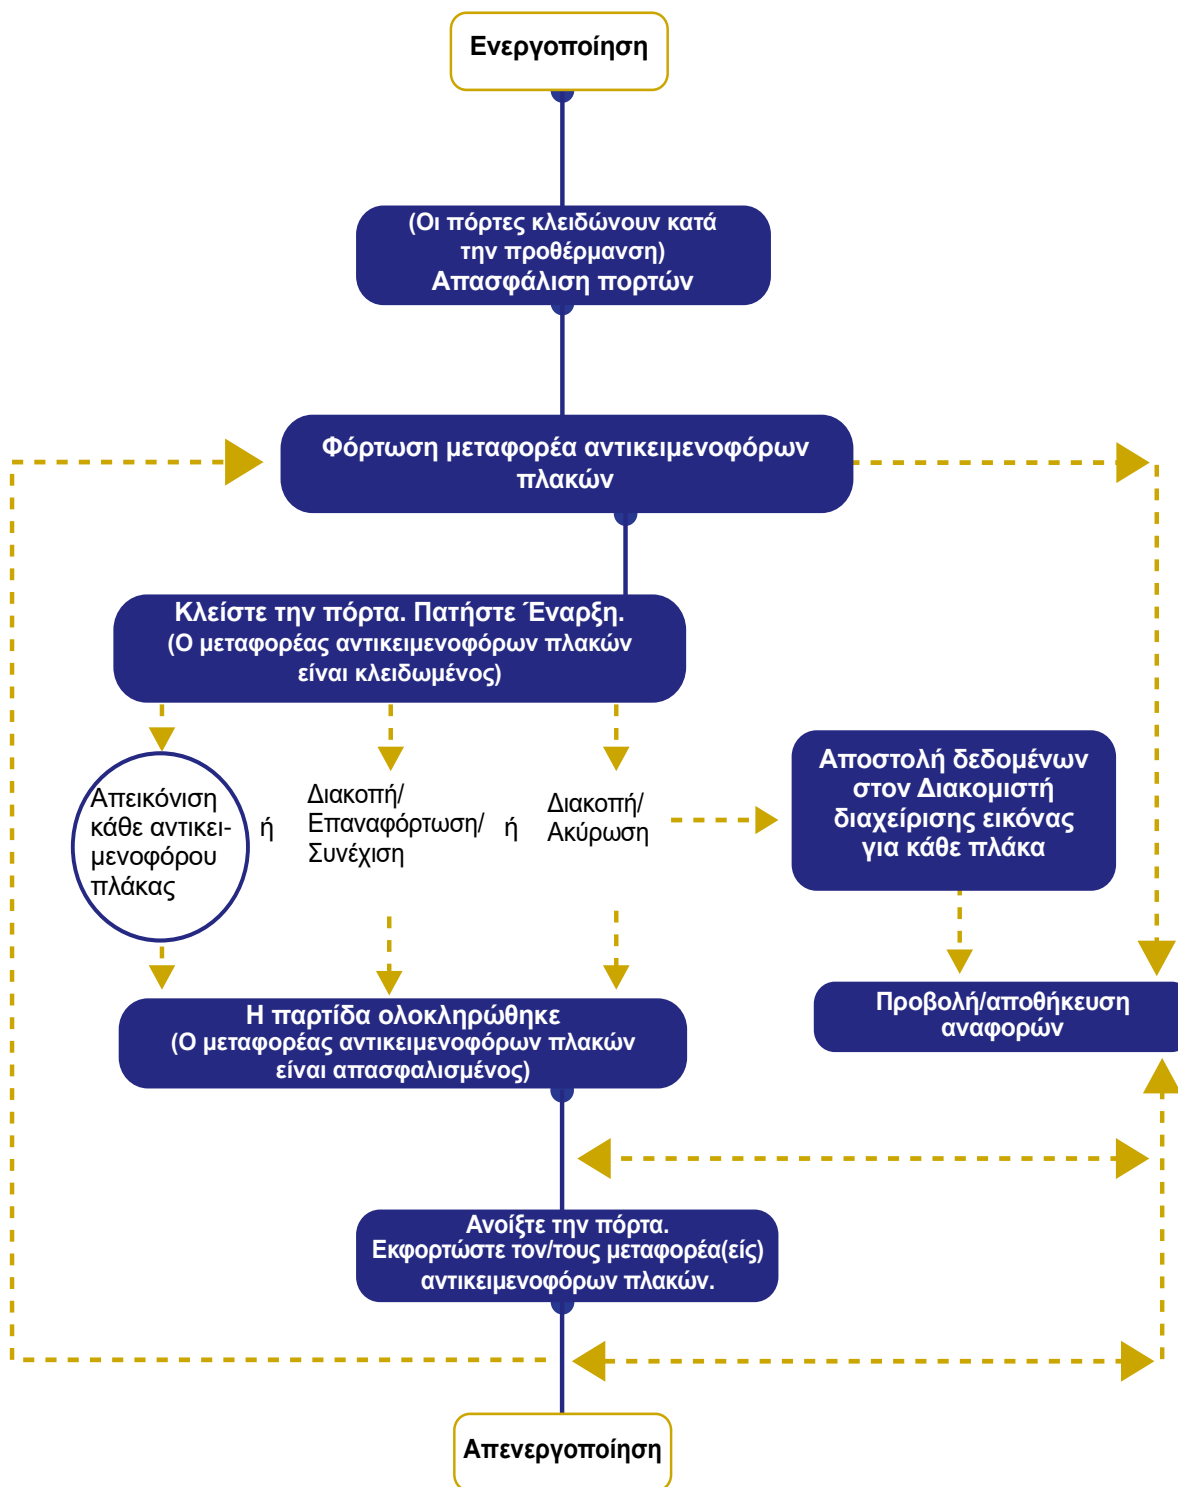 Ενεργοποίηση
(Οι πόρτες κλειδώνουν κατά
την προθέρμανση)
Απασφάλιση πορτών
Φόρτωση μεταφορέα αντικειμενοφόρων
πλακών
Κλείστε την πόρτα. Πατήστε Έναρξη.
(Ο μεταφορέας αντικειμενοφόρων πλακών
είναι κλειδωμένος)
Απεικόνιση
κάθε αντικει-
μενοφόρου
πλάκας
ή
Διακοπή/
Επαναφόρτωση/
Συνέχιση
ή
Διακοπή/
Ακύρωση
Αποστολή δεδομένων
στον Διακομιστή
διαχείρισης εικόνας
για κάθε πλάκα
Η παρτίδα ολοκληρώθηκε
(Ο μεταφορέας αντικειμενοφόρων πλακών
είναι απασφαλισμένος)
Προβολή/αποθήκευση
αναφορών
Ανοίξτε την πόρτα.
Εκφορτώστε τον/τους μεταφορέα(είς)
αντικειμενοφόρων πλακών.
Απενεργοποίηση